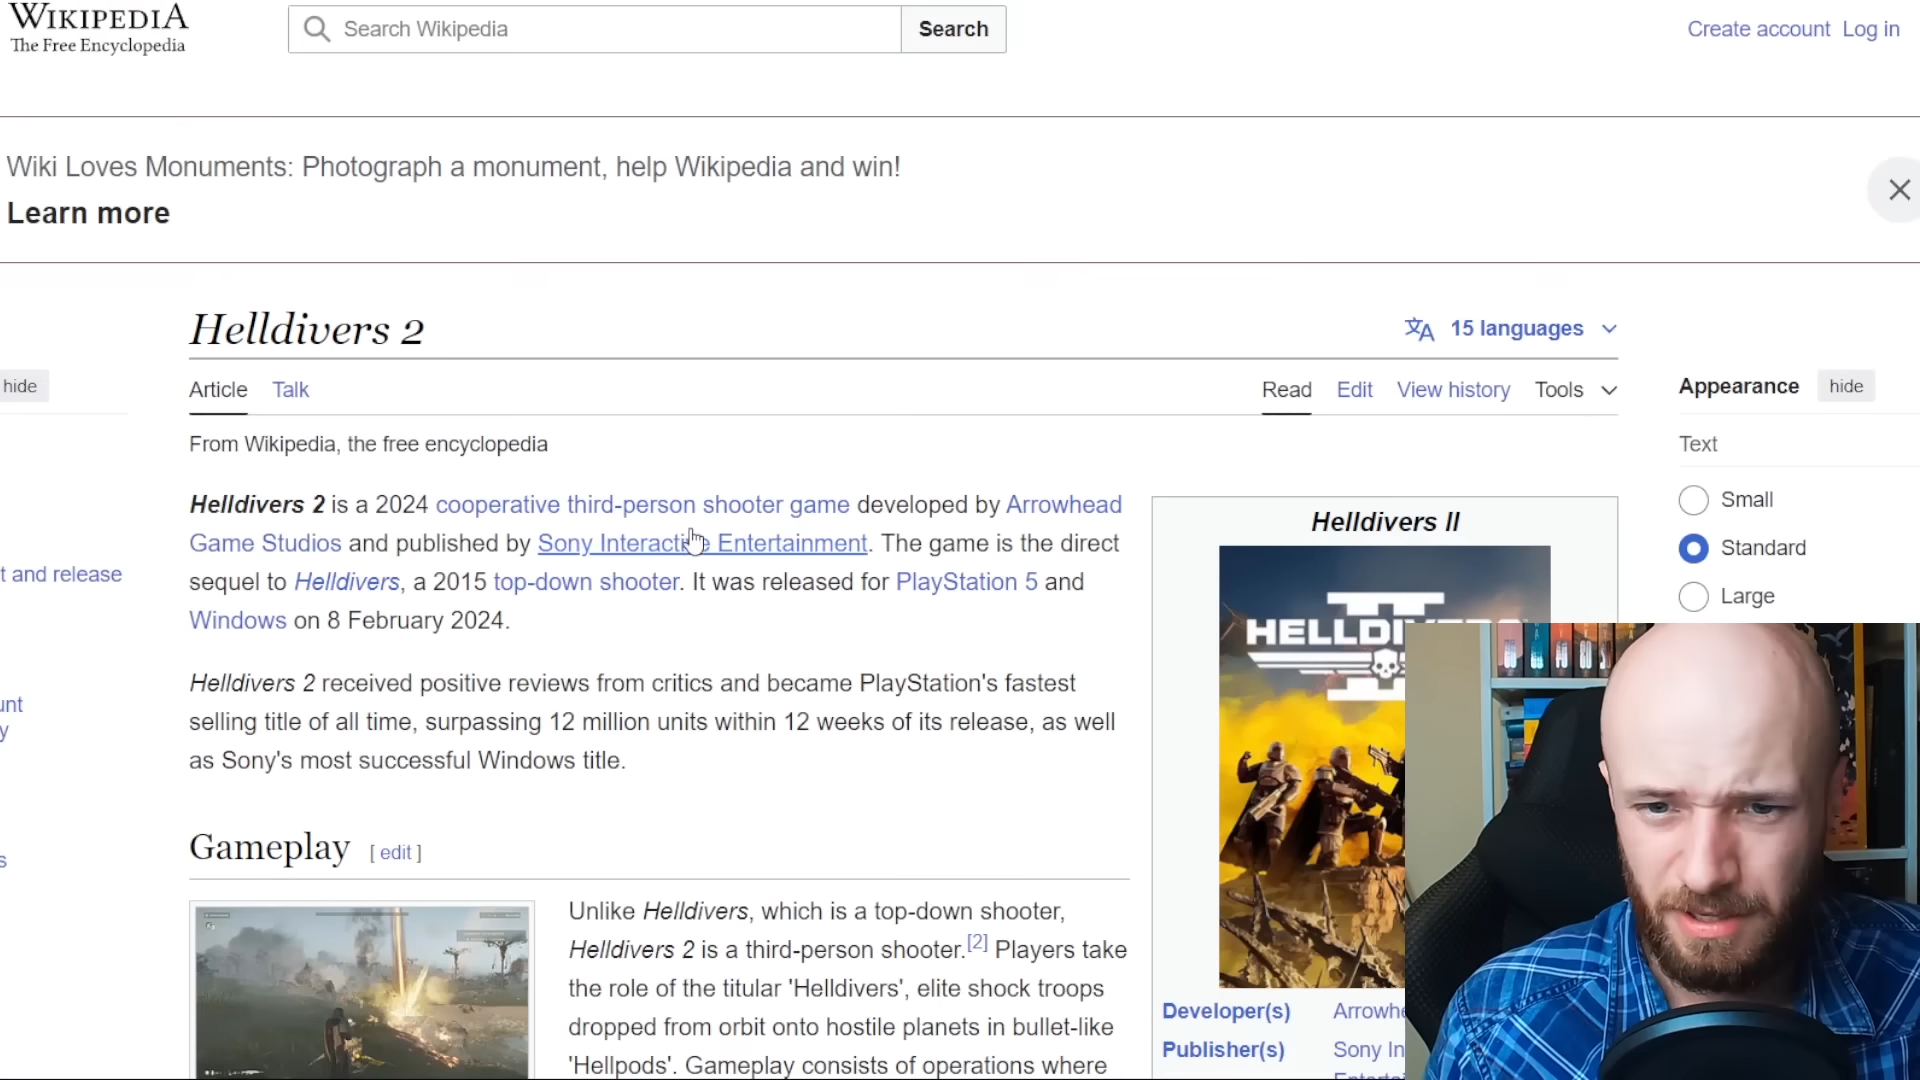 WIKIPEDIA
The Free Encyclopedia
Search Wikipedia
Search
Create account Log in
Wiki Loves Monuments: Photograph a monument, help Wikipedia and win!
Learn more
Helldivers 2
15 languages
hide
Article Talk
Read Edit View history Tools
Appearance hide
From Wikipedia, the free encyclopedia
Text
Small
Standard
Large
t and release
Helldivers 2 is a 2024 cooperative third-person shooter game developed by Arrowhead
Game Studios and published by Sony Interactive Entertainment. The game is the direct
sequel to Helldivers, a 2015 top-down shooter. It was released for PlayStation 5 and
Windows on 8 February 2024.
Helldivers 2 received positive reviews from critics and became PlayStation's fastest
selling title of all time, surpassing 12 million units within 12 weeks of its release, as well
as Sony's most successful Windows title.
unt
y
s
Gameplay [ edit ]
Unlike Helldivers, which is a top-down shooter,
Helldivers 2 is a third-person shooter.[2] Players take
the role of the titular 'Helldivers', elite shock troops
dropped from orbit onto hostile planets in bullet-like
'Hellpods'. Gameplay consists of operations where
Helldivers II
HELLDI
Developer(s) Arrowh
Publisher(s) Sony In